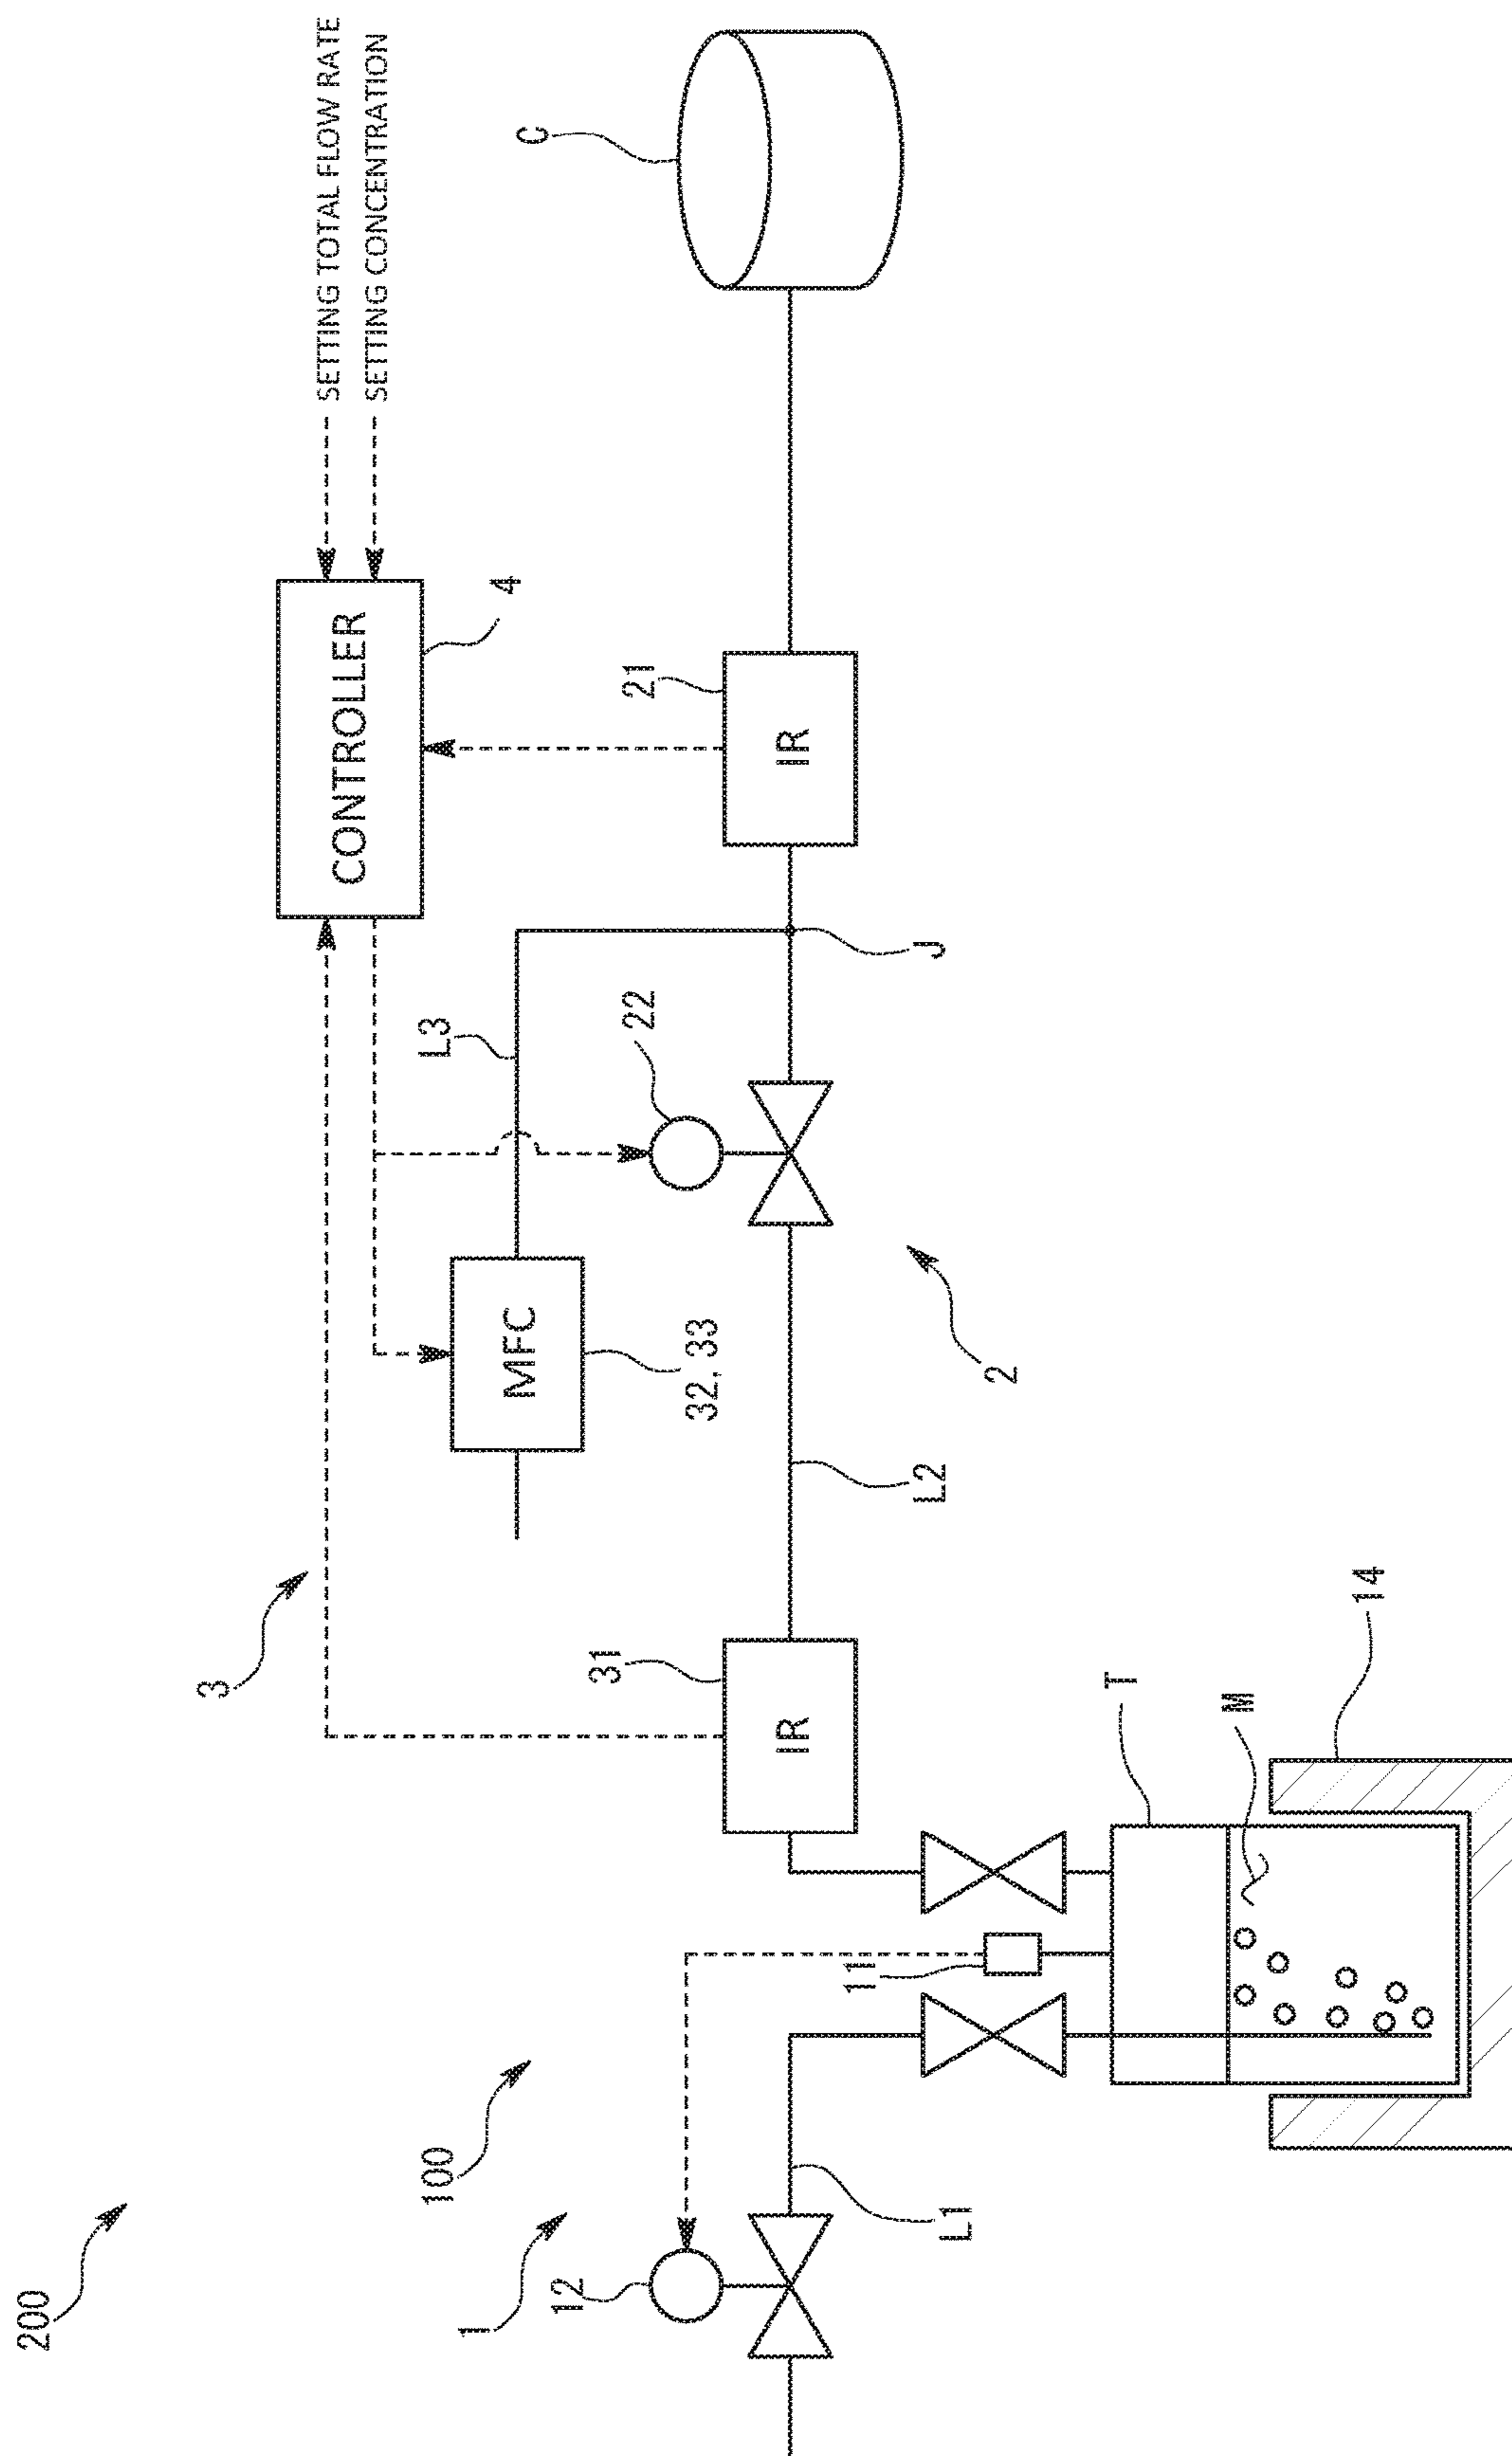 200
3
SETTING TOTAL FLOW RATE
SETTING CONCENTRATION
CONTROLLER
4
100
1
L3
C
MFC
12
31
32, 33
22
21
IR
IR
11
L1
L2
J
2
T
M
14